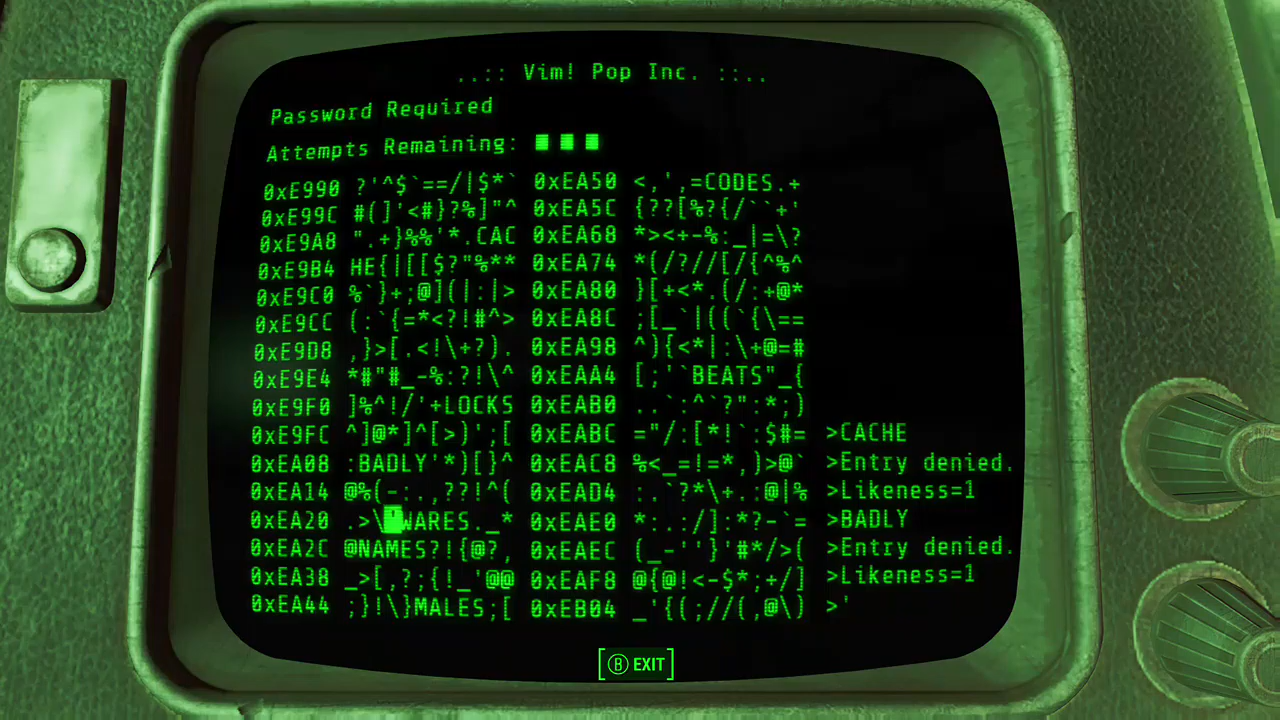 ..:: Vim! Pop Inc. ::..
Password Required
Attempts Remaining: ■ ■ ■
0xE990 ?'^$`==/|$*` 0xEA50 <,',=CODES.+
0xE99C #(]'<#}?%]"^ 0xEA5C {??[%?{/``+'
0xE9A8 ".+}%%'*.CAC 0xEA68 *><+-%:_|=\?
0xE9B4 HE{|[[$?"%** 0xEA74 *(/?//[/{^%^
0xE9C0 %`}+;@](|:|> 0xEA80 }[+<*.(/:+@*
0xE9CC (:`{=*<?!#^> 0xEA8C ;[_`|((`{\==
0xE9D8 ,}>[.<!\+?). 0xEA98 ^){<*|:\+@=#
0xE9E4 *#"#_-%:?!\^ 0xEAA4 [;'`BEATS"_{
0xE9F0 ]%^!/'+LOCKS 0xEAB0 ..`:^`?":*;)
0xE9FC ^]@*]^[>)';[ 0xEABC ="/:[*!`:$#= >CACHE
0xEA08 :BADLY'*)[}^ 0xEAC8 %<_=!=*,)>@` >Entry denied.
0xEA14 @%(-:.,??!^( 0xEAD4 :.`?*\+.:@|% >Likeness=1
0xEA20 .>\'WARES._* 0xEAE0 *:.:/]:*?-`= >BADLY
0xEA2C @NAMES?!{@?, 0xEAEC (_-''}'#*/>( >Entry denied.
0xEA38 _>[,?;{!_'@@ 0xEAF8 @{@!<-$*;+/] >Likeness=1
0xEA44 ;}!\}MALES;[ 0xEB04 _'{(;//(,@\) >'
Ⓑ EXIT